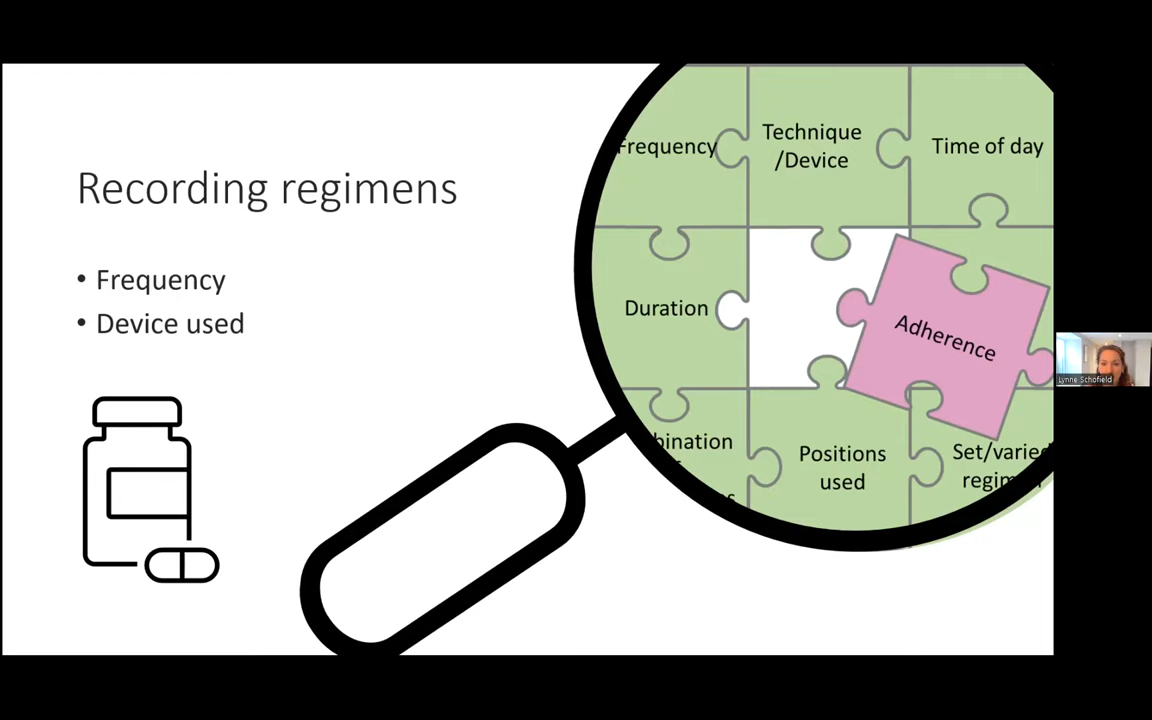 Recording regimens
• Frequency
• Device used
Frequency
Technique
/Device
Time of day
Duration
Adherence
Positions
used
Lynne Schofield